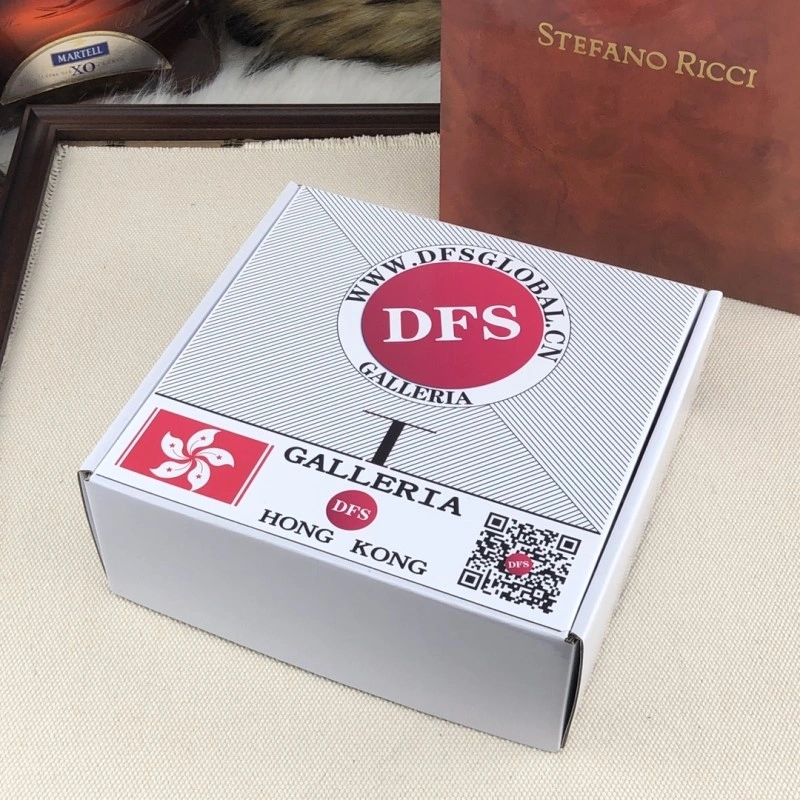 MARTELL
XO
STEFANO RICCI
WWW.DFSGLOBAL.CN
DFS
GALLERIA
T
GALLERIA
DFS
HONG KONG
DFS